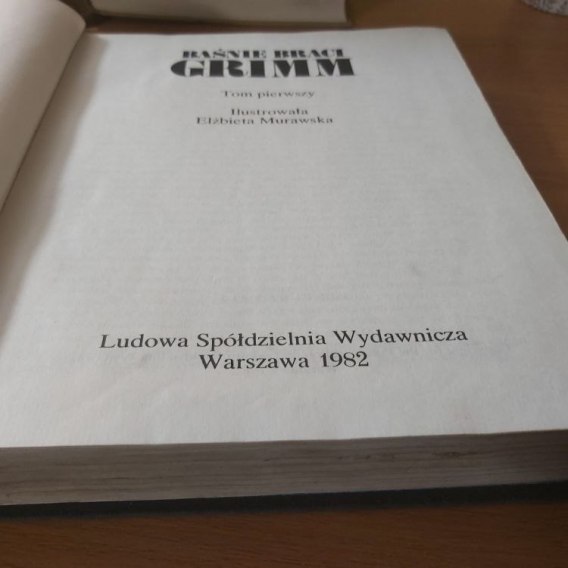 BAŚNIE BRACI
GRIMM
Tom pierwszy
Ilustrowała
Elżbieta Murawska
Ludowa Spółdzielnia Wydawnicza
Warszawa 1982